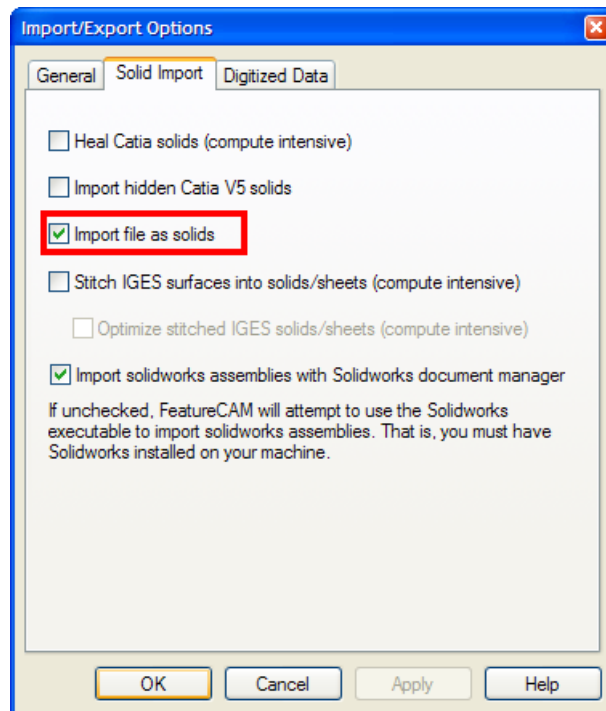 Import/Export Options
General
Solid Import
Digitized Data
Heal Catia solids (compute intensive)
Import hidden Catia V5 solids
Import file as solids
Stitch IGES surfaces into solids/sheets (compute intensive)
Optimize stitched IGES solids/sheets (compute intensive)
Import solidworks assemblies with Solidworks document manager
If unchecked, FeatureCAM will attempt to use the Solidworks
executable to import solidworks assemblies. That is, you must have
Solidworks installed on your machine.
OK
Cancel
Apply
Help